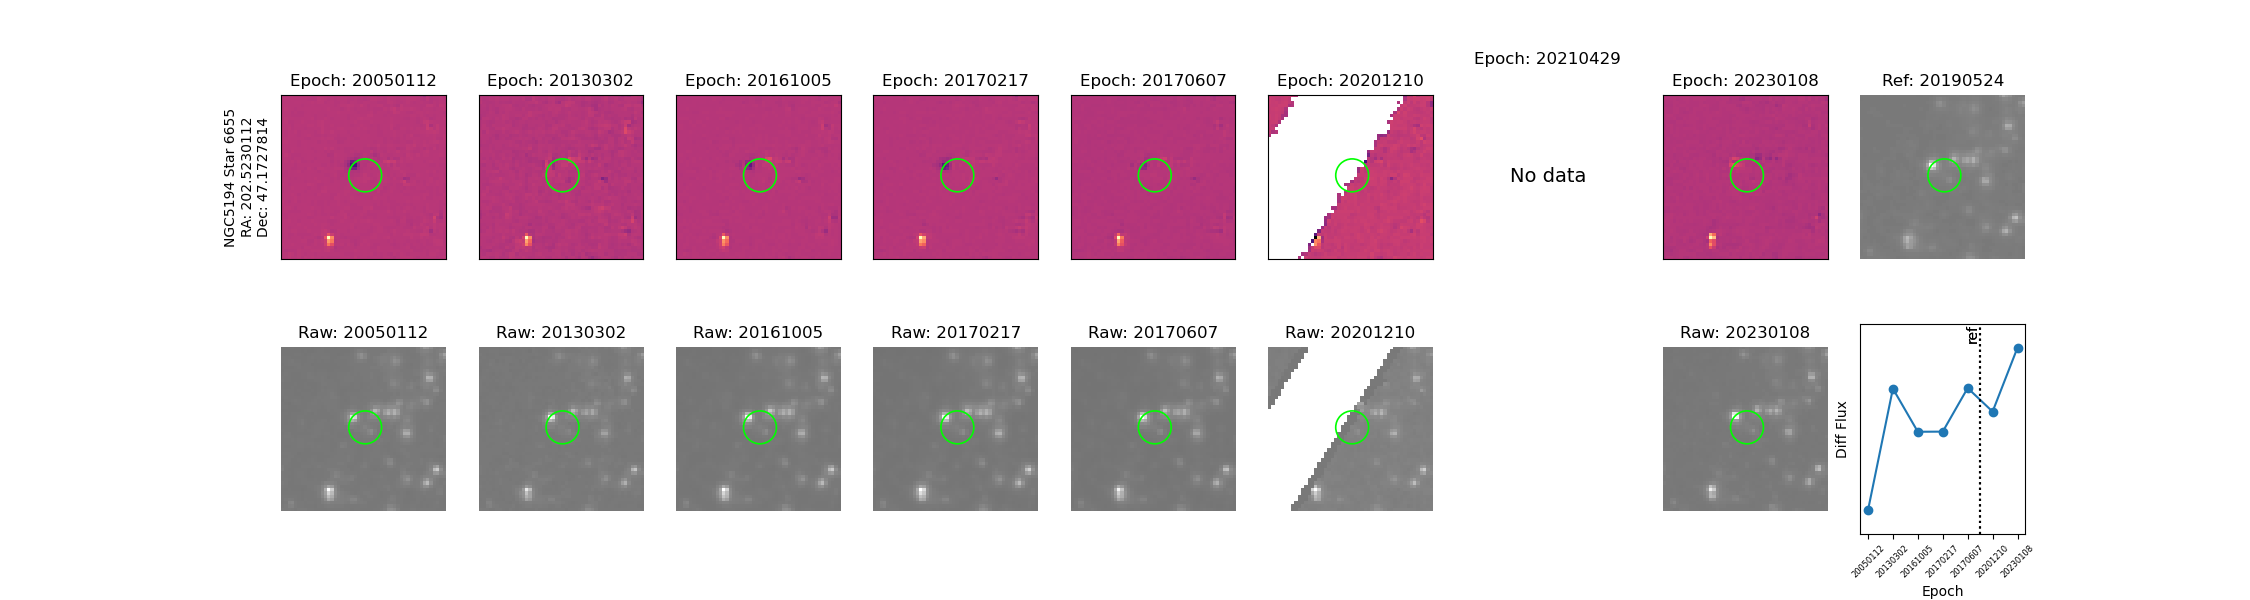 Epoch: 20210429
Epoch: 20050112
Epoch: 20130302
Epoch: 20161005
Epoch: 20170217
Epoch: 20170607
Epoch: 20201210
Epoch: 20230108
Ref: 20190524
NGC5194 Star 6655
RA: 202.5230112
Dec: 47.1727814
No data
Raw: 20050112
Raw: 20130302
Raw: 20161005
Raw: 20170217
Raw: 20170607
Raw: 20201210
Raw: 20230108
ref
Diff Flux
20050112
20130302
20161005
20170217
20170607
20201210
20230108
Epoch